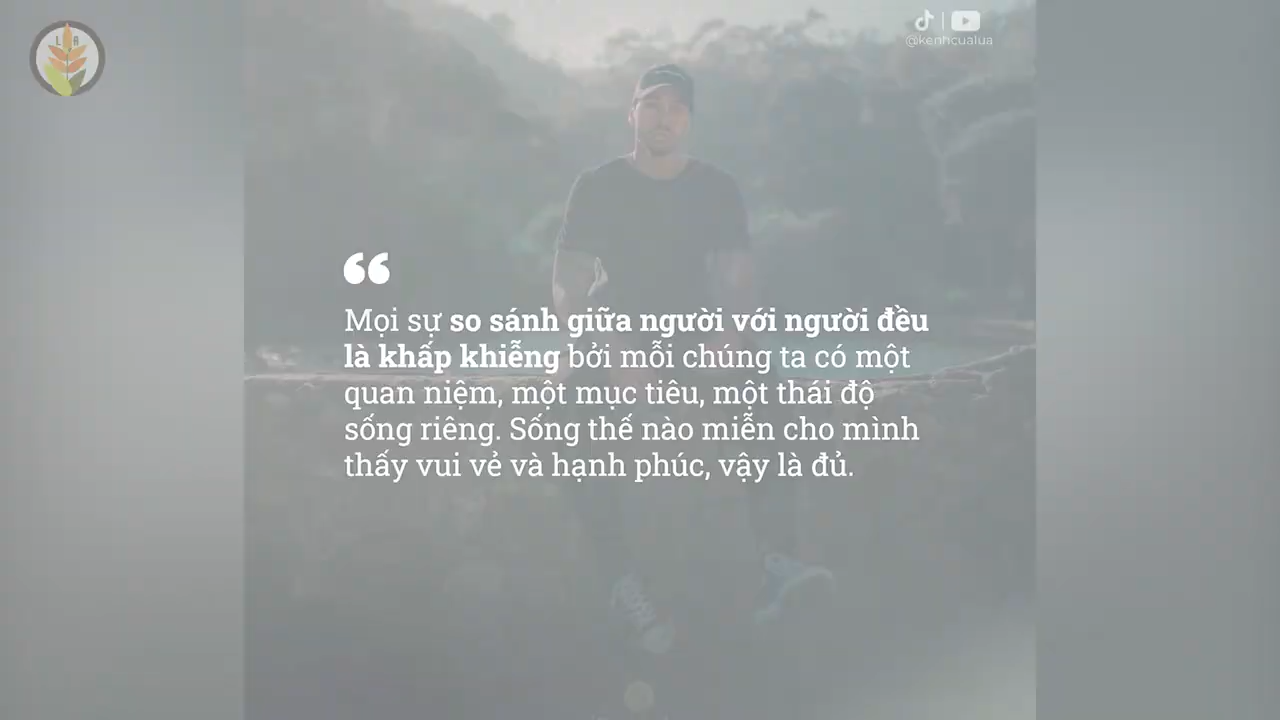 L A
@kenhcualua
Mọi sự so sánh giữa người với người đều
là khấp khiễng bởi mỗi chúng ta có một
quan niệm, một mục tiêu, một thái độ
sống riêng. Sống thế nào miễn cho mình
thấy vui vẻ và hạnh phúc, vậy là đủ.